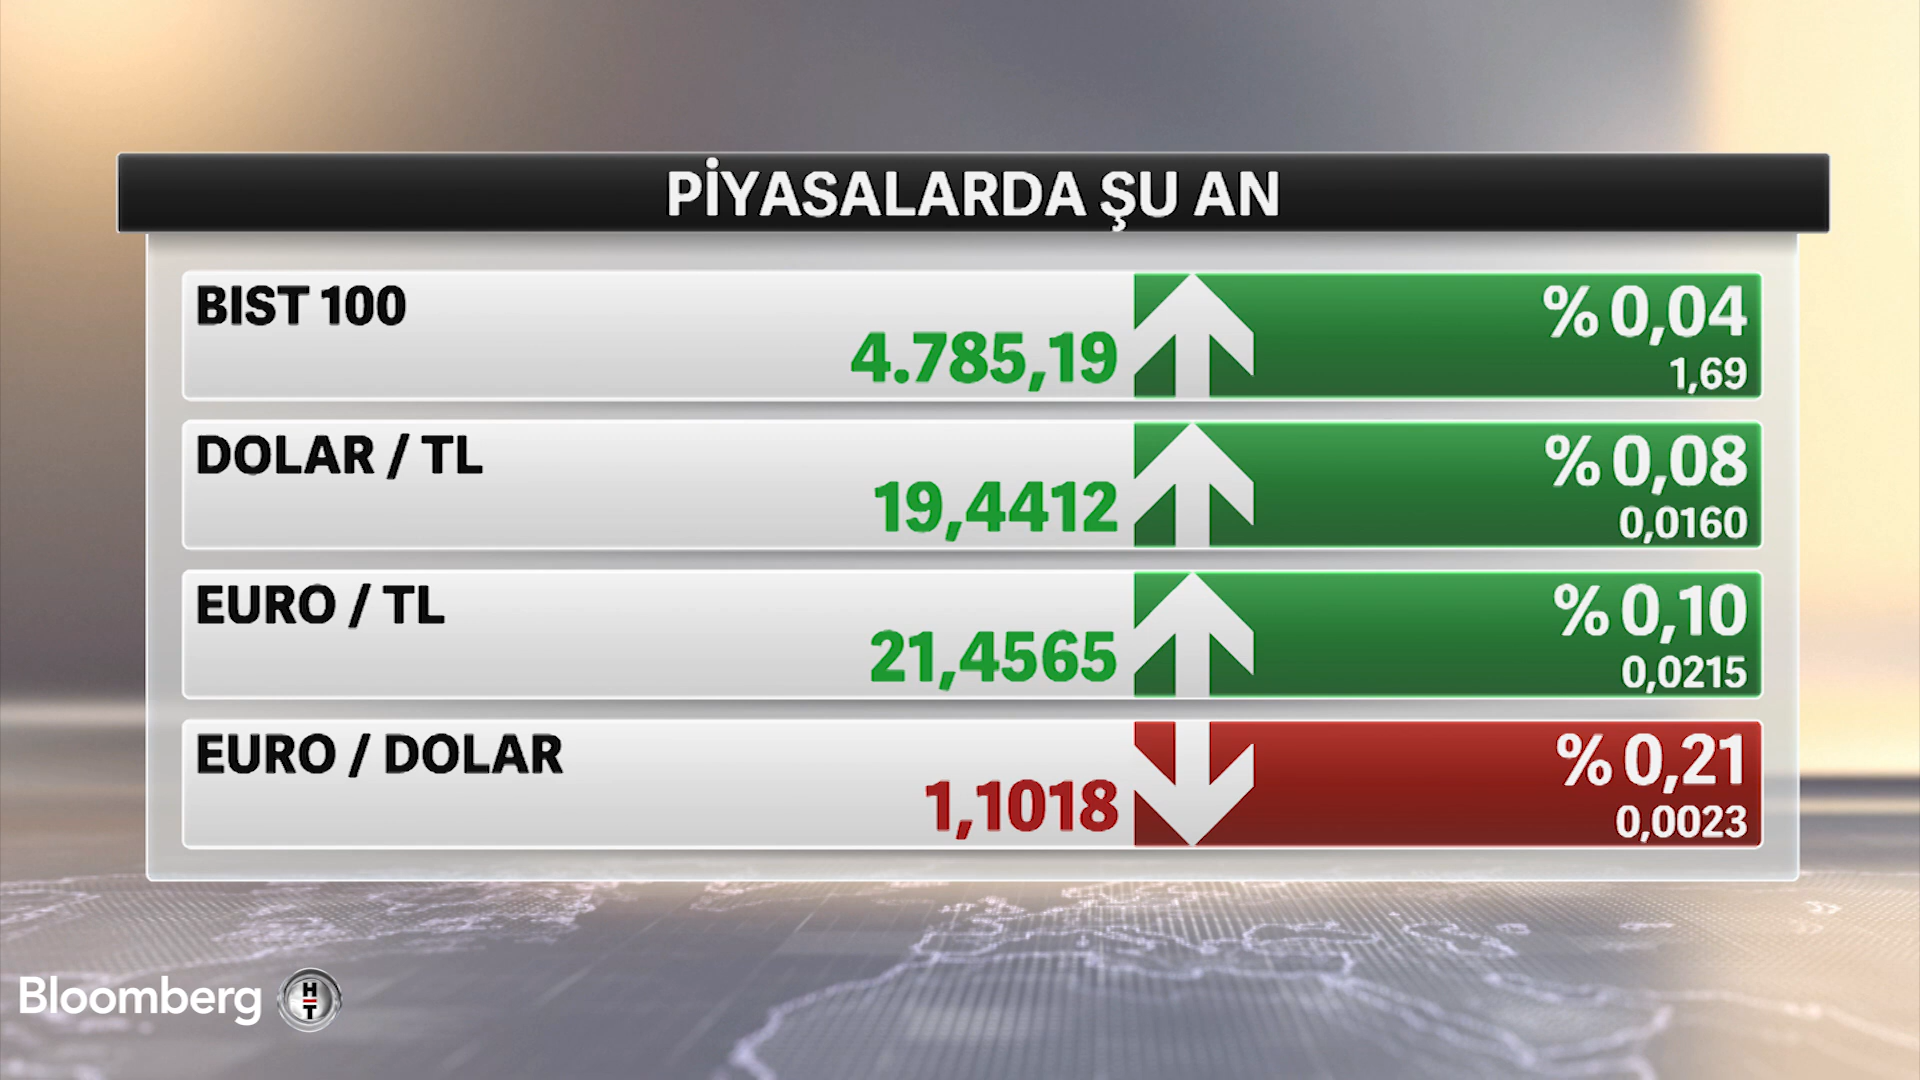 PİYASALARDA ŞU AN
BIST 100
4.785,19
% 0,04
1,69
DOLAR / TL
19,4412
% 0,08
0,0160
EURO / TL
21,4565
% 0,10
0,0215
EURO / DOLAR
1,1018
% 0,21
0,0023
Bloomberg HT